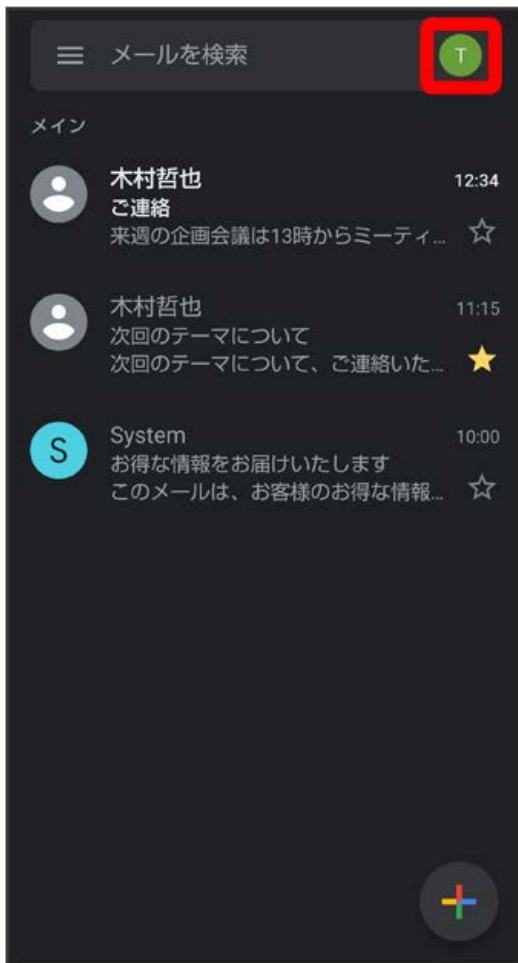 メールを検索
T
メイン
木村哲也
12:34
ご連絡
来週の企画会議は13時からミーティ...
木村哲也
11:15
次回のテーマについて
次回のテーマについて、ご連絡いた...
S
System
10:00
お得な情報をお届けいたします
このメールは、お客様のお得な情報...